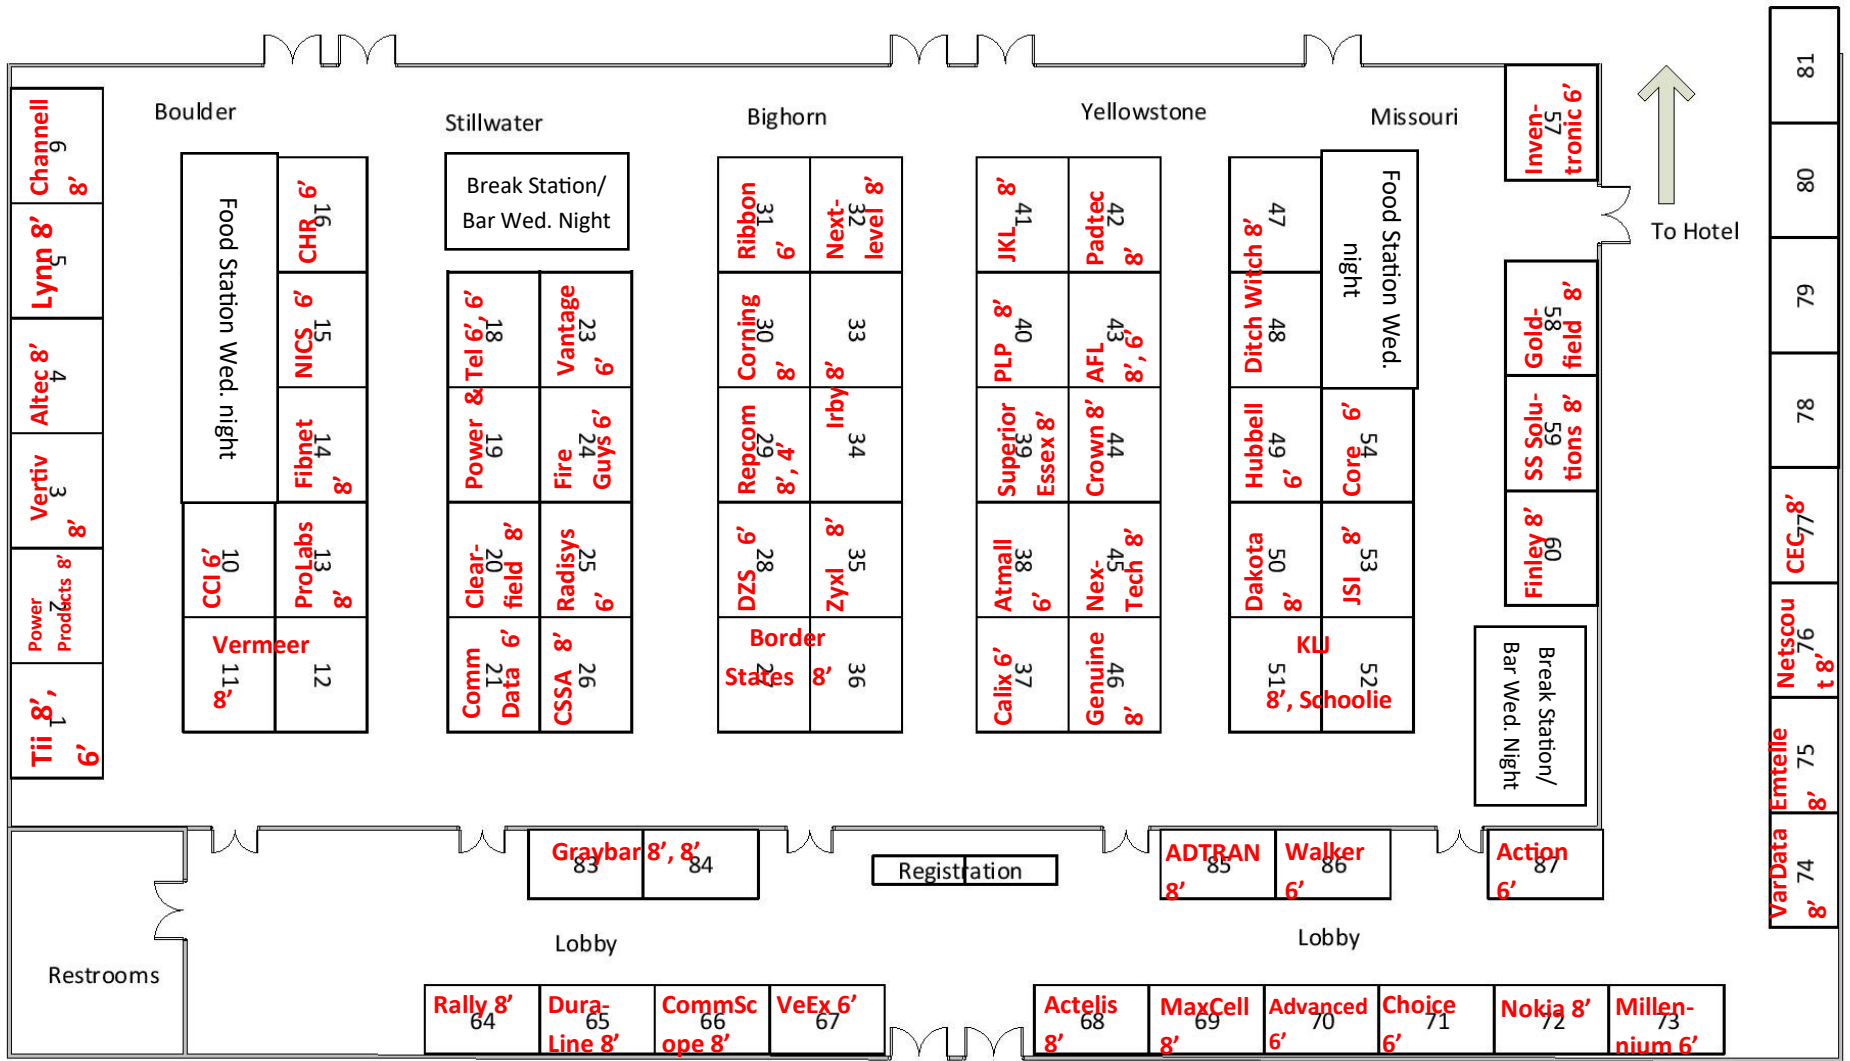 Boulder
Stillwater
Bighorn
Yellowstone
Missouri
To Hotel
Channell
8’
6
Lynn 8’
5
Altec 8’
4
Vertiv
8’
3
Power
Products 8’
2
Tii 8’,
6’
1
Food Station Wed. night
CHR 6’
16
NICS 6’
15
Fibnet
8’
14
CCI 6’
10
ProLabs
8’
13
Vermeer
8’
11
12
Break Station/
Bar Wed. Night
Power & Tel 6’, 6’
18
19
Vantage
6’
23
Fire
Guys 6’
24
Clear-
field 8’
20
Radisys
6’
25
Comm
Data 6’
21
CSSA 8’
26
Ribbon
6’
31
Next-
level 8’
32
Corning
8’
30
Irby 8’
33
34
Repcom
8’, 4’
29
DZS 6’
28
Zyxl 8’
35
Border
States 8’
27
36
JKL 8’
41
Padtec
8’
42
PLP 8’
40
AFL
8’, 6’
43
Superior
Essex 8’
39
Crown 8’
44
Atmall
6’
38
Nex-
Tech 8’
45
Calix 6’
37
Genuine
8’
46
Ditch Witch 8’
47
48
Food Station Wed.
night
Hubbell
6’
49
Core 6’
54
Dakota
8’
50
JSI 8’
53
KLJ
8’, Schoolie
51
52
Inven-
tronic 6’
57
Gold-
field 8’
58
SS Solu-
tions 8’
59
Finley 8’
60
Break Station/
Bar Wed. Night
81
80
79
78
CEC 8’
77
Netscou
t 8’
76
Emtelle
8’
75
VarData
8’
74
Graybar 8’, 8’
83
84
Registration
ADTRAN
8’
85
Walker
6’
86
Action
6’
87
Lobby
Lobby
Restrooms
Rally 8’
64
Dura-
Line 8’
65
CommSc
ope 8’
66
VeEx 6’
67
Actelis
8’
68
MaxCell
8’
69
Advanced
6’
70
Choice
6’
71
Nokia 8’
72
Millen-
nium 6’
73